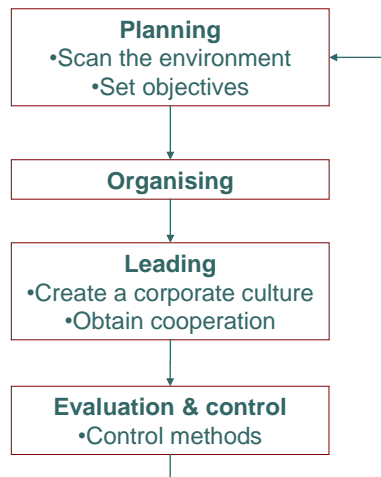 Planning
•Scan the environment
•Set objectives
Organising
Leading
•Create a corporate culture
•Obtain cooperation
Evaluation & control
•Control methods